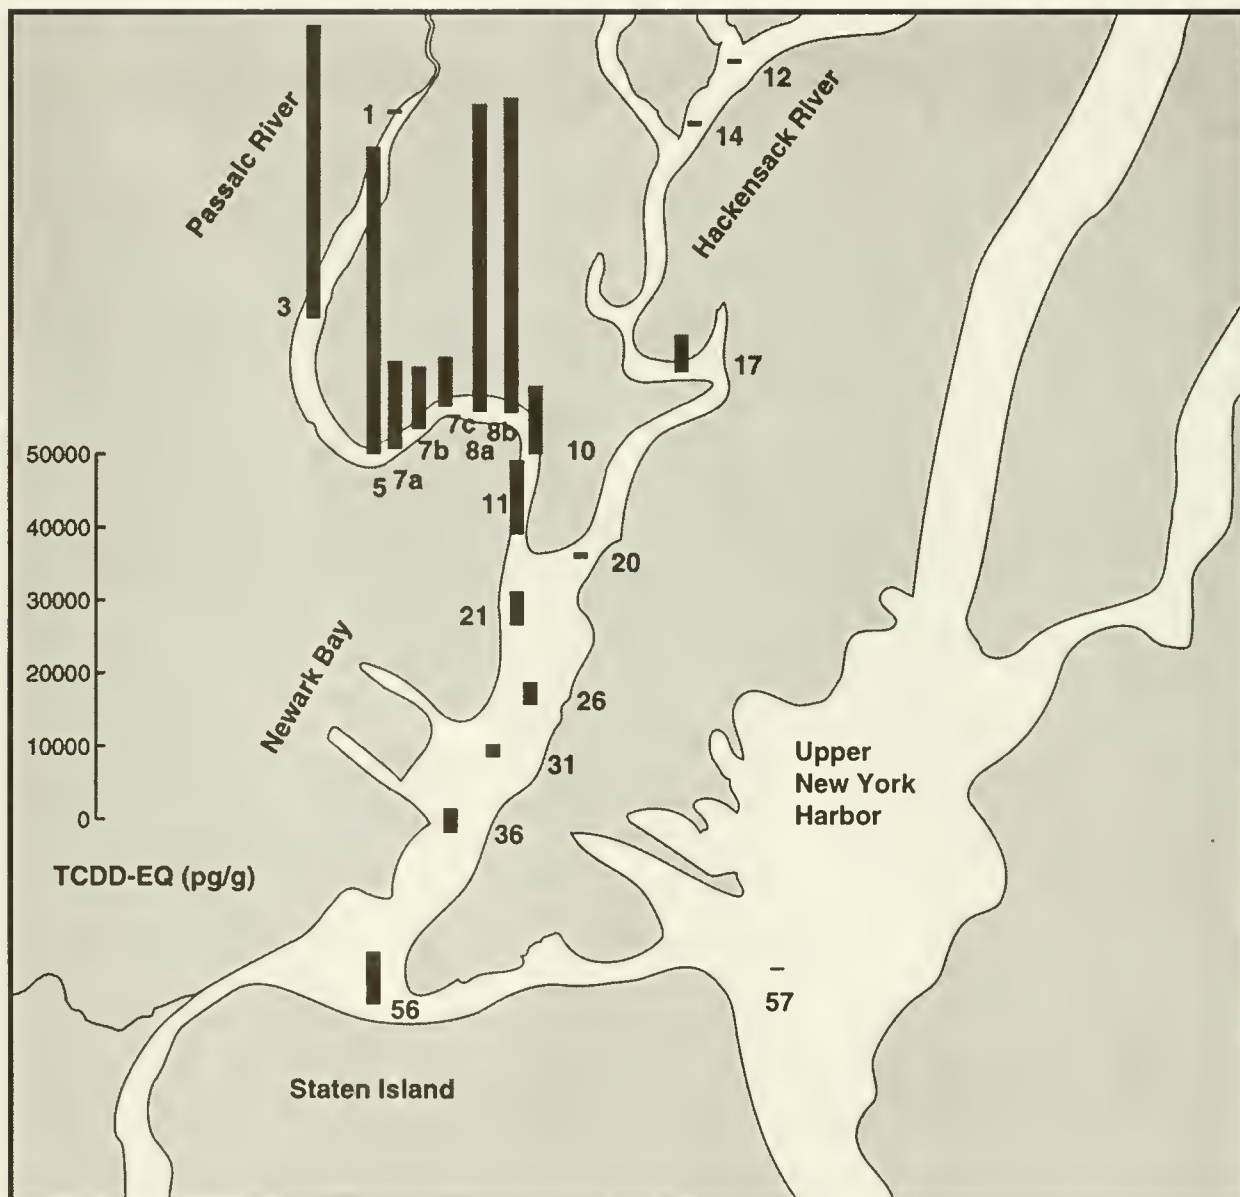 12
1
14
Passaic River
Hackensack River
3
17
7c
8b
7b
8a
10
50000
5
7a
11
40000
20
30000
21
20000
26
Newark Bay
10000
31
Upper
New York
Harbor
0
36
TCDD-EQ (pg/g)
56
57
Staten Island